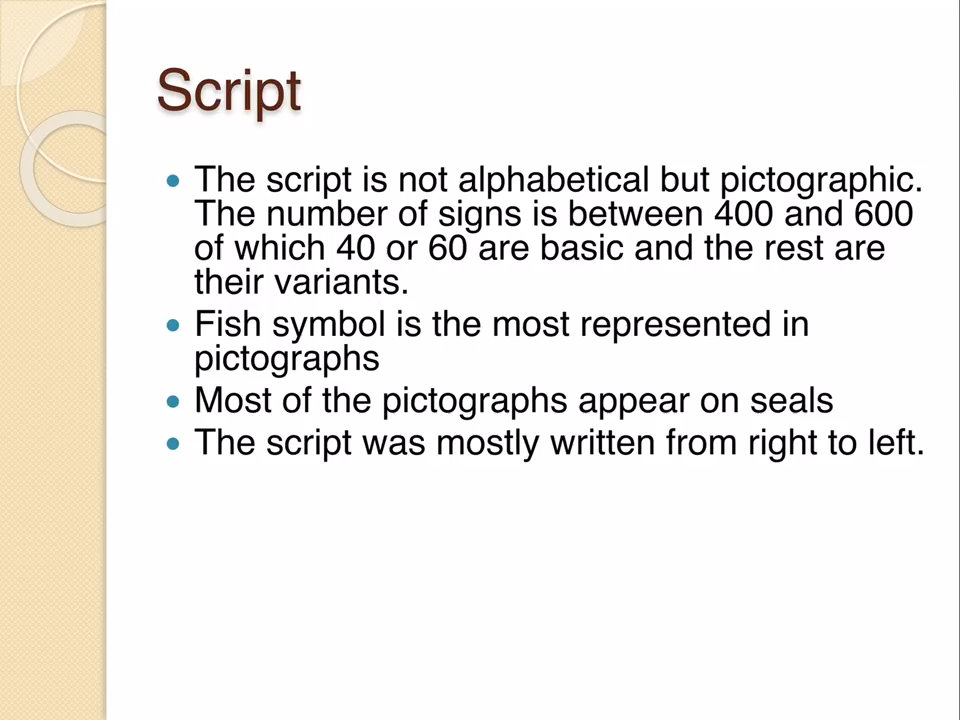 Script
• The script is not alphabetical but pictographic.
The number of signs is between 400 and 600
of which 40 or 60 are basic and the rest are
their variants.
• Fish symbol is the most represented in
pictographs
• Most of the pictographs appear on seals
• The script was mostly written from right to left.